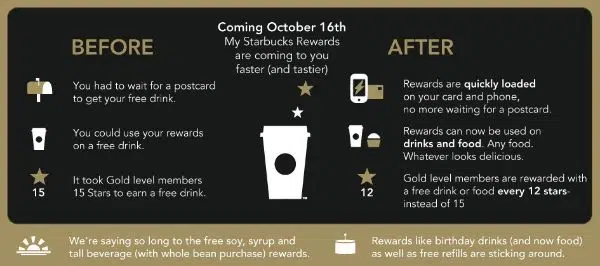 Coming October 16th
My Starbucks Rewards
are coming to you
faster (and tastier)
BEFORE
You had to wait for a postcard
to get your free drink.
You could use your rewards
on a free drink.
15
It took Gold level members
15 Stars to earn a free drink.
AFTER
Rewards are quickly loaded
on your card and phone,
no more waiting for a postcard.
Rewards can now be used on
drinks and food. Any food.
Whatever looks delicious.
12
Gold level members are rewarded with
a free drink or food every 12 stars-
instead of 15
We're saying so long to the free soy, syrup and
tall beverage (with whole bean purchase) rewards.
Rewards like birthday drinks (and now food)
as well as free refills are sticking around.